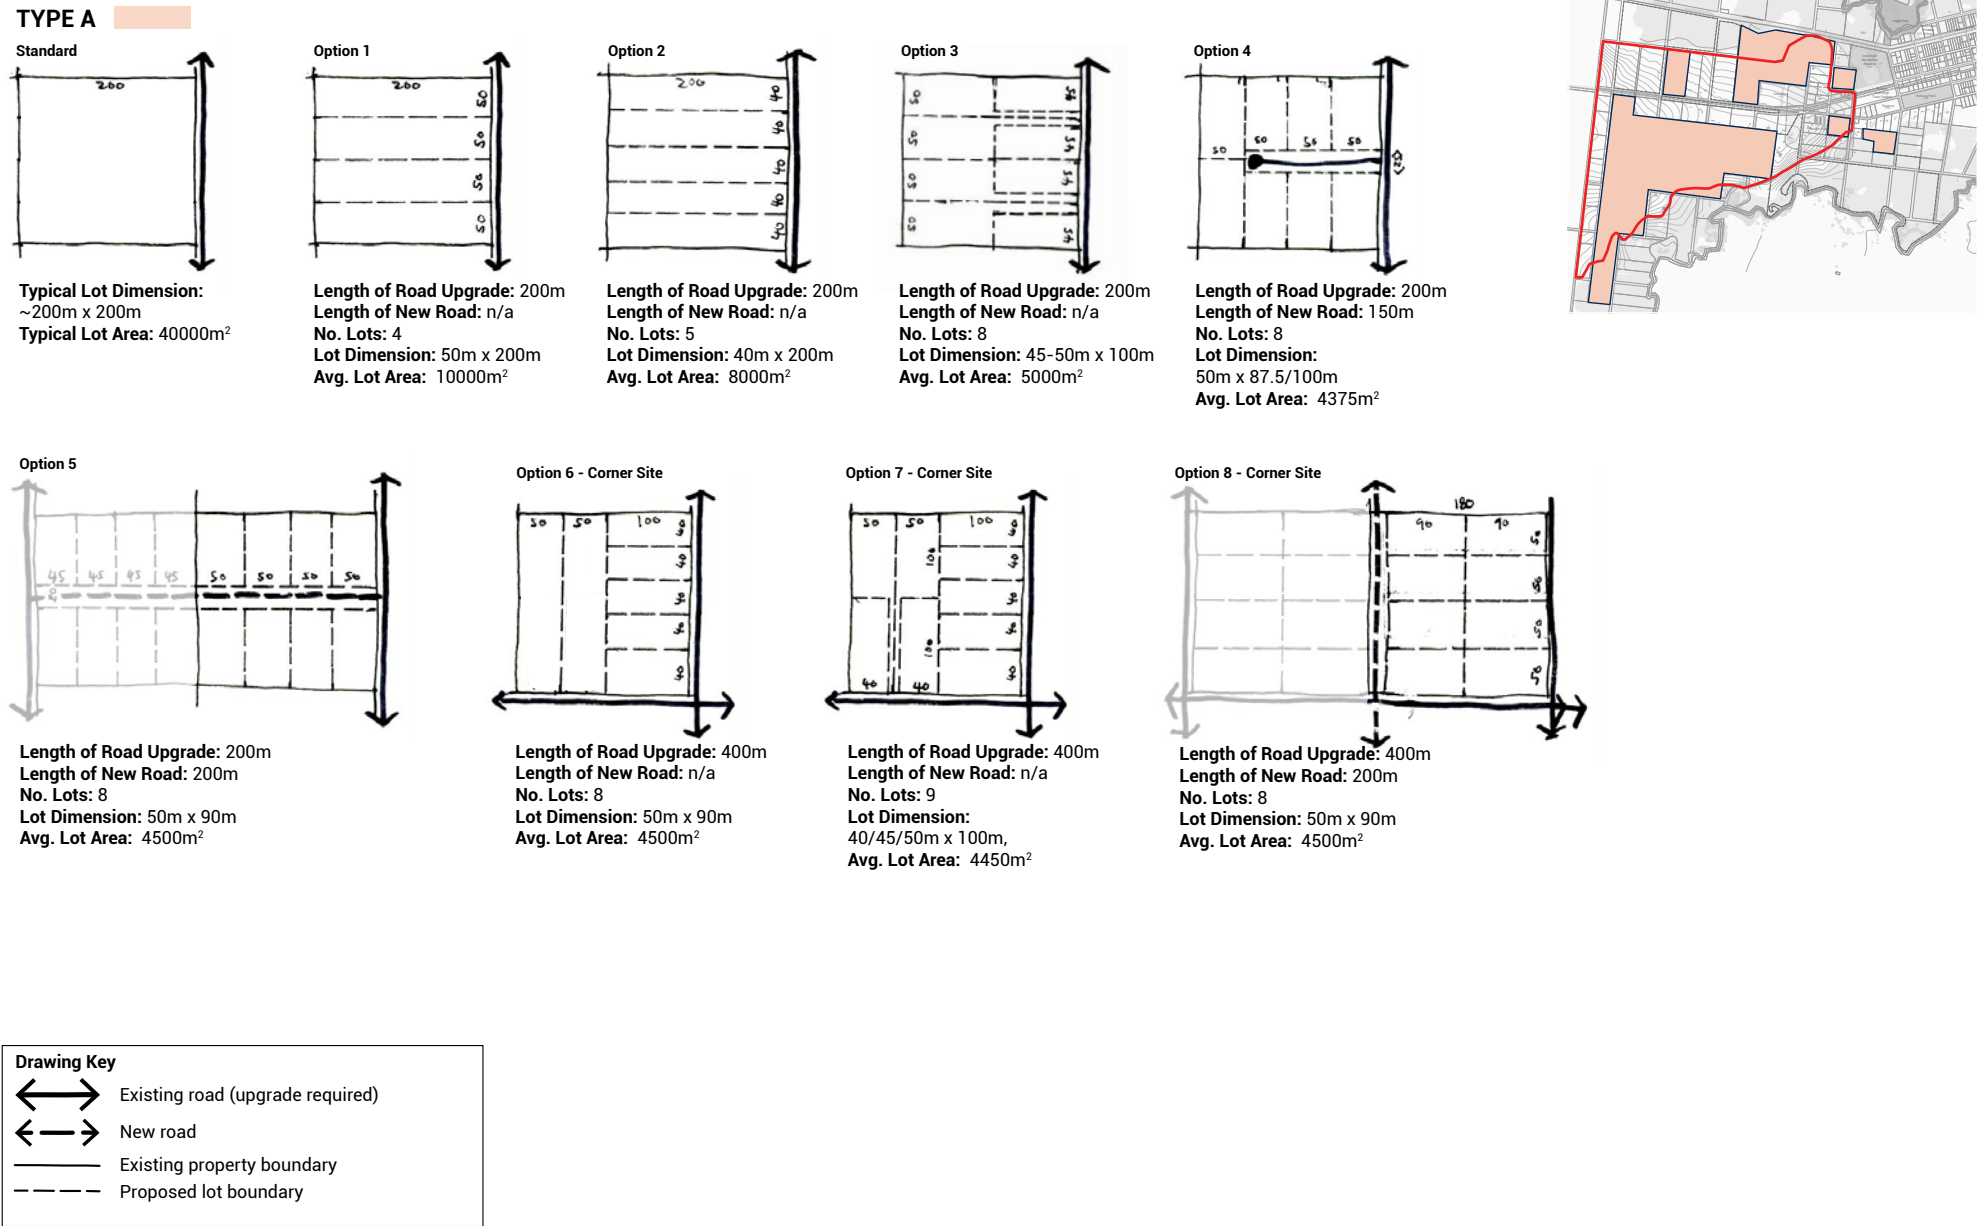 TYPE A
Standard
200
Typical Lot Dimension:
~200m x 200m
Typical Lot Area: 40000m²
Option 1
200
50
50
50
50
Length of Road Upgrade: 200m
Length of New Road: n/a
No. Lots: 4
Lot Dimension: 50m x 200m
Avg. Lot Area: 10000m²
Option 2
200
40
40
40
40
40
Length of Road Upgrade: 200m
Length of New Road: n/a
No. Lots: 5
Lot Dimension: 40m x 200m
Avg. Lot Area: 8000m²
Option 3
50
50
50
50
45
45
45
45
Length of Road Upgrade: 200m
Length of New Road: n/a
No. Lots: 8
Lot Dimension: 45-50m x 100m
Avg. Lot Area: 5000m²
Option 4
50
50
50
50
Length of Road Upgrade: 200m
Length of New Road: 150m
No. Lots: 8
Lot Dimension:
50m x 87.5/100m
Avg. Lot Area: 4375m²
Option 5
45 45 45 45 50 50 50 50
20
Length of Road Upgrade: 200m
Length of New Road: 200m
No. Lots: 8
Lot Dimension: 50m x 90m
Avg. Lot Area: 4500m²
Option 6 - Corner Site
50 50 100
40
40
40
40
40
Length of Road Upgrade: 400m
Length of New Road: n/a
No. Lots: 8
Lot Dimension: 50m x 90m
Avg. Lot Area: 4500m²
Option 7 - Corner Site
50 50 100
40
100
40
40
40
100
40
40 40
Length of Road Upgrade: 400m
Length of New Road: n/a
No. Lots: 9
Lot Dimension:
40/45/50m x 100m,
Avg. Lot Area: 4450m²
Option 8 - Corner Site
180
90 90
50
50
50
50
Length of Road Upgrade: 400m
Length of New Road: 200m
No. Lots: 8
Lot Dimension: 50m x 90m
Avg. Lot Area: 4500m²
Drawing Key
Existing road (upgrade required)
New road
Existing property boundary
Proposed lot boundary